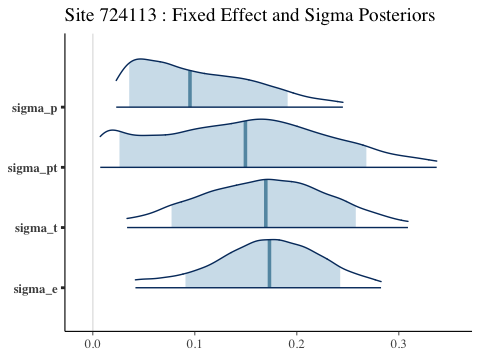 Site 724113 : Fixed Effect and Sigma Posteriors
sigma_p
sigma_pt
sigma_t
sigma_e
0.0 0.1 0.2 0.3